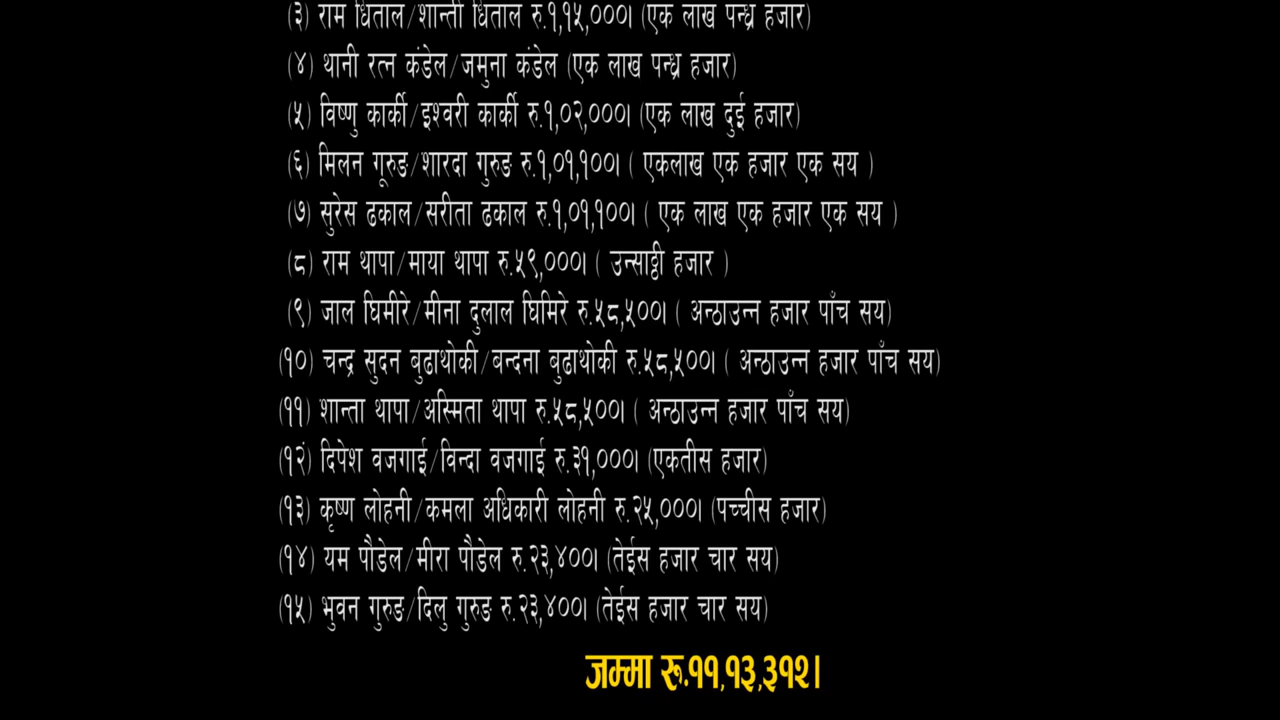 (३) राम धिताल/शान्ती धिताल रु.१,१५,०००। (एक लाख पन्ध्र हजार)
(४) थानी रत्न कंडेल/जमुना कंडेल (एक लाख पन्ध्र हजार)
(५) विष्णु कार्की/इश्वरी कार्की रु.१,०२,०००। (एक लाख दुई हजार)
(६) मिलन गूरुङ/शारदा गुरुङ रु.१,०१,१००। ( एकलाख एक हजार एक सय )
(७) सुरेस ढकाल/सरीता ढकाल रु.१,०१,१००। ( एक लाख एक हजार एक सय )
(८) राम थापा/माया थापा रु.५९,०००। ( उन्साठ्ठी हजार )
(९) जाल घिमीरे/मीना दुलाल घिमिरे रु.५८,५००। ( अन्ठाउन्न हजार पाँच सय)
(१०) चन्द्र सुदन बुढाथोकी/बन्दना बुढाथोकी रु.५८,५००। ( अन्ठाउन्न हजार पाँच सय)
(११) शान्ता थापा/अस्मिता थापा रु.५८,५००। ( अन्ठाउन्न हजार पाँच सय)
(१२) दिपेश वजगाई/विन्दा वजगाई रु.३१,०००। (एकतीस हजार)
(१३) कृष्ण लोहनी/कमला अधिकारी लोहनी रु.२५,०००। (पच्चीस हजार)
(१४) यम पौडेल/मीरा पौडेल रु.२३,४००। (तेईस हजार चार सय)
(१५) भुवन गुरुङ/दिलु गुरुङ रु.२३,४००। (तेईस हजार चार सय)
जम्मा रू.११,१३,३१२।